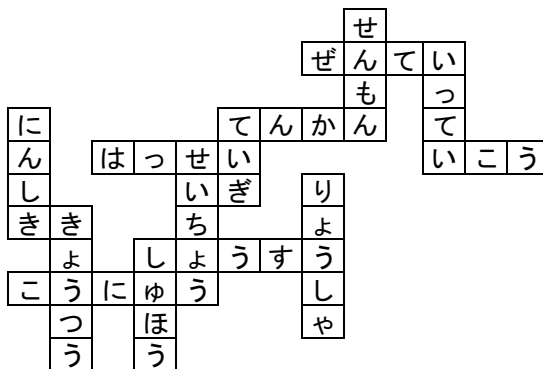 せ
ぜんてい
も っ
に てんかん て
ん はっせい いこう
し いぎ り
きき ち ょ
ょ しょうすう
こうにゅう し
つ ほ ゃ
う う